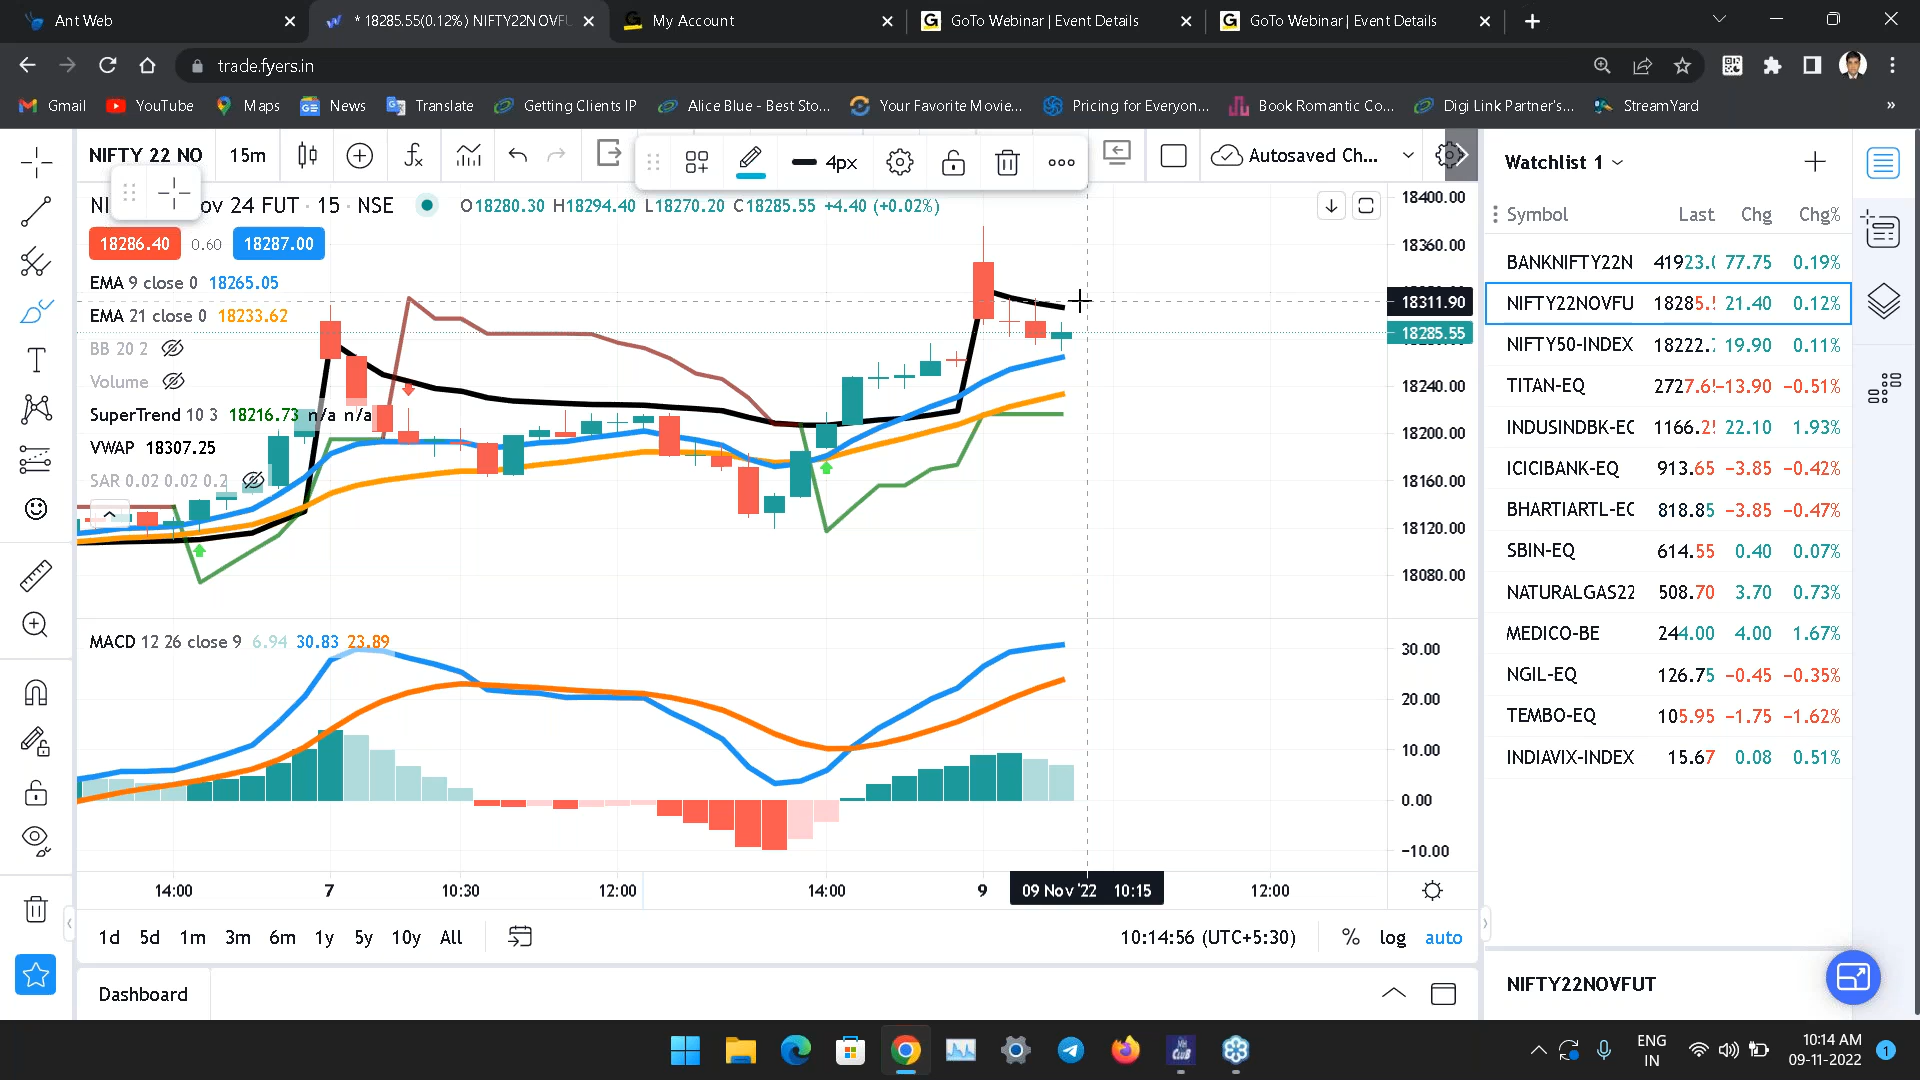 Ant Web
* 18285.55(0.12%) NIFTY22NOVFU
My Account
GoTo Webinar | Event Details
GoTo Webinar | Event Details
trade.fyers.in
Gmail
YouTube
Maps
News
Translate
Getting Clients IP
Alice Blue - Best Sto...
Your Favorite Movie...
Pricing for Everyon...
Book Romantic Co...
Digi Link Partner's...
StreamYard
»
NIFTY 22 NO
15m
4px
Autosaved Ch...
ov 24 FUT · 15 · NSE
O18280.30 H18294.40 L18270.20 C18285.55 +4.40 (+0.02%)
18286.40 0.60 18287.00
EMA 9 close 0 18265.05
EMA 21 close 0 18233.62
BB 20 2
Volume
SuperTrend 10 3 18216.73 n/a n/a
VWAP 18307.25
SAR 0.02 0.02 0.2
18400.00
18360.00
18311.90
18285.55
18240.00
18200.00
18160.00
18120.00
18080.00
MACD 12 26 close 9 6.94 30.83 23.89
30.00
20.00
10.00
0.00
−10.00
14:00 7 10:30 12:00 14:00 9 09 Nov '22 10:15 12:00
1d 5d 1m 3m 6m 1y 5y 10y All
10:14:56 (UTC+5:30) % log auto
Dashboard
Watchlist 1
Symbol Last Chg Chg%
BANKNIFTY22N 41923.( 77.75 0.19%
NIFTY22NOVFU 18285.! 21.40 0.12%
NIFTY50-INDEX 18222. 19.90 0.11%
TITAN-EQ 2727.6 −13.90 −0.51%
INDUSINDBK-EC 1166.2 22.10 1.93%
ICICIBANK-EQ 913.65 −3.85 −0.42%
BHARTIARTL-EC 818.85 −3.85 −0.47%
SBIN-EQ 614.55 0.40 0.07%
NATURALGAS22 508.70 3.70 0.73%
MEDICO-BE 244.00 4.00 1.67%
NGIL-EQ 126.75 −0.45 −0.35%
TEMBO-EQ 105.95 −1.75 −1.62%
INDIAVIX-INDEX 15.67 0.08 0.51%
NIFTY22NOVFUT
MH CLUB
ENG
IN
10:14 AM
09-11-2022
1